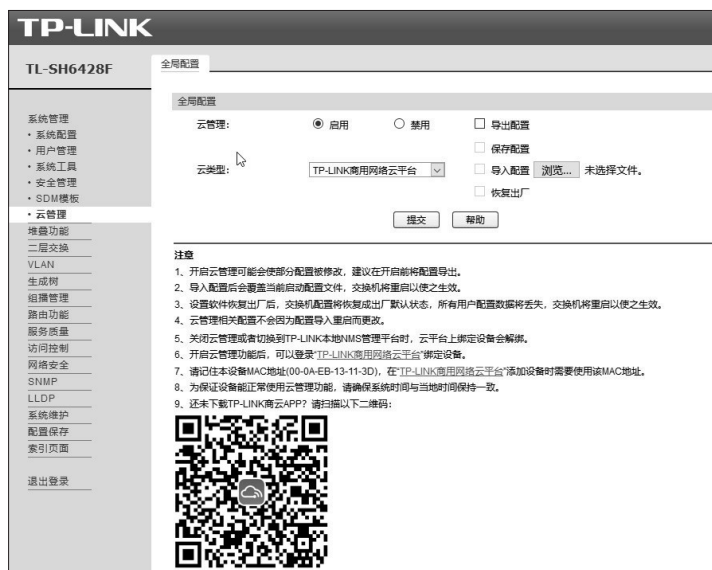 TP-LINK
TL-SH6428F
全局配置
系统管理
• 系统配置
• 用户管理
• 系统工具
• 安全管理
• SDM模板
• 云管理
堆叠功能
二层交换
VLAN
生成树
组播管理
路由功能
服务质量
访问控制
网络安全
SNMP
LLDP
系统维护
配置保存
索引页面
退出登录
全局配置
云管理: 启用 禁用 导出配置
保存配置
云类型: TP-LINK商用网络云平台 导入配置 浏览... 未选择文件。
恢复出厂
提交 帮助
注意
1、开启云管理可能会使部分配置被修改，建议在开启前将配置导出。
2、导入配置后会覆盖当前启动配置文件，交换机将重启以使之生效。
3、设置软件恢复出厂后，交换机配置将恢复成出厂默认状态，所有用户配置数据将丢失，交换机将重启以使之生效。
4、云管理相关配置不会因为配置导入重启而更改。
5、关闭云管理或者切换到TP-LINK本地NMS管理平台时，云平台上绑定设备会解绑。
6、开启云管理功能后，可以登录“TP-LINK商用网络云平台”绑定设备。
7、请记住本设备MAC地址(00-0A-EB-13-11-3D)，在“TP-LINK商用网络云平台”添加设备时需要使用该MAC地址。
8、为保证设备能正常使用云管理功能，请确保系统时间与当地时间保持一致。
9、还未下载TP-LINK商云APP？请扫描以下二维码: